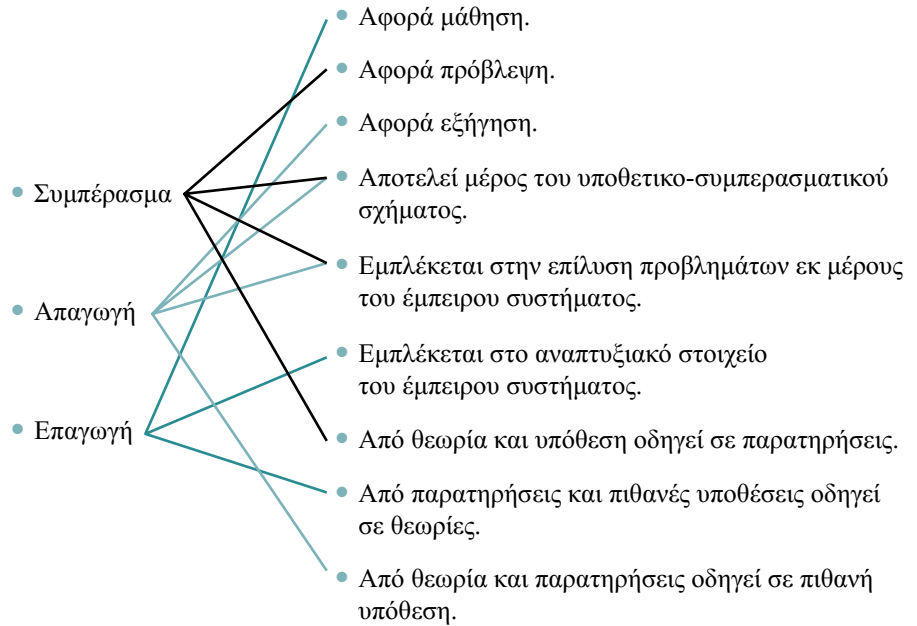 • Συμπέρασμα
• Απαγωγή
• Επαγωγή
• Αφορά μάθηση.
• Αφορά πρόβλεψη.
• Αφορά εξήγηση.
• Αποτελεί μέρος του υποθετικο-συμπερασματικού
σχήματος.
• Εμπλέκεται στην επίλυση προβλημάτων εκ μέρους
του έμπειρου συστήματος.
• Εμπλέκεται στο αναπτυξιακό στοιχείο
του έμπειρου συστήματος.
• Από θεωρία και υπόθεση οδηγεί σε παρατηρήσεις.
• Από παρατηρήσεις και πιθανές υποθέσεις οδηγεί
σε θεωρίες.
• Από θεωρία και παρατηρήσεις οδηγεί σε πιθανή
υπόθεση.